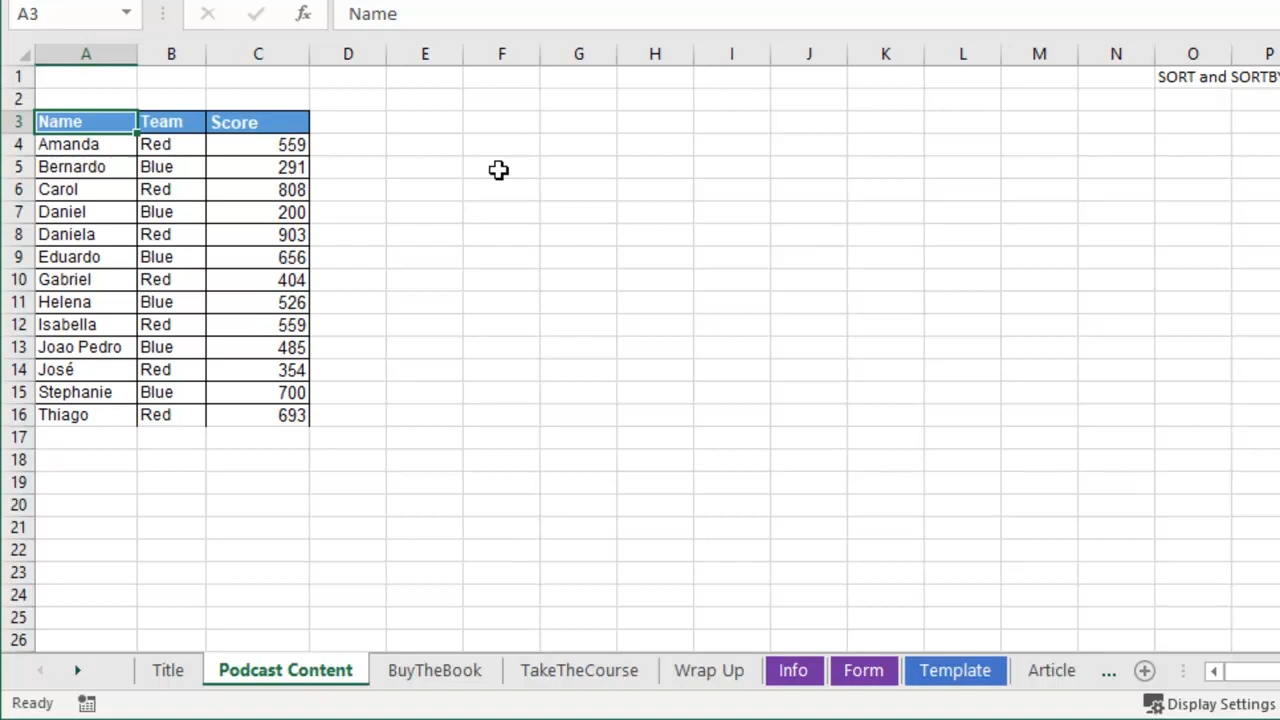 A3 Name
A B C D E F G H I J K L M N O P
1 SORT and SORTBY
2
3 Name Team Score
4 Amanda Red 559
5 Bernardo Blue 291
6 Carol Red 808
7 Daniel Blue 200
8 Daniela Red 903
9 Eduardo Blue 656
10 Gabriel Red 404
11 Helena Blue 526
12 Isabella Red 559
13 Joao Pedro Blue 485
14 José Red 354
15 Stephanie Blue 700
16 Thiago Red 693
17
18
19
20
21
22
23
24
25
26
Title Podcast Content BuyTheBook TakeTheCourse Wrap Up Info Form Template Article ...
Ready Display Settings